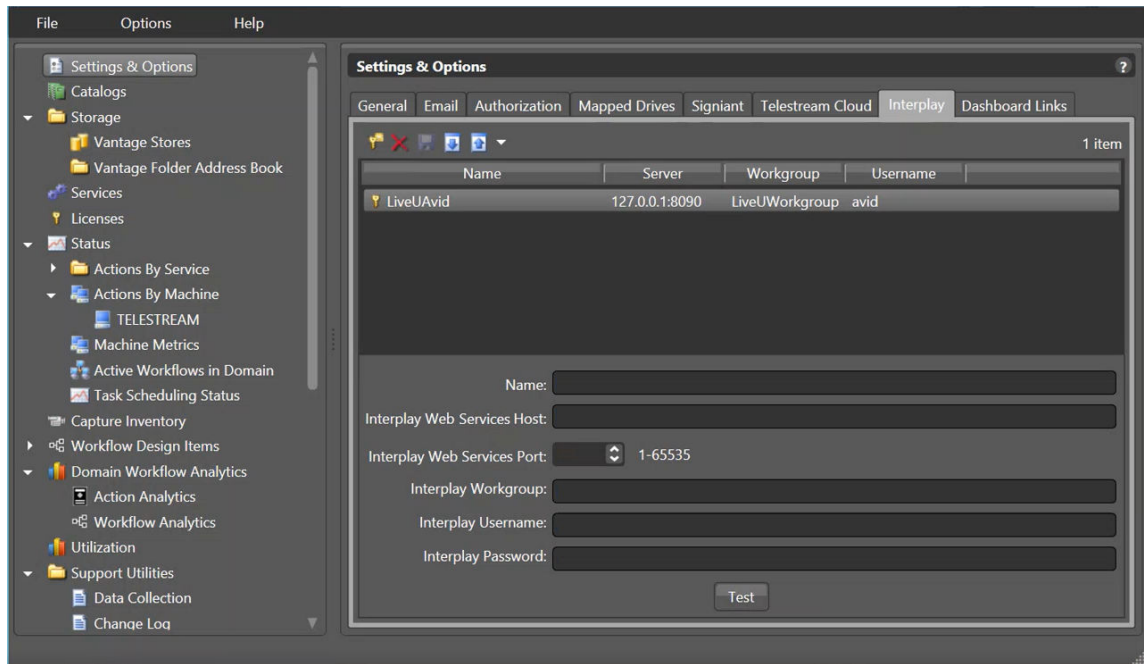 File Options Help
Settings & Options
Catalogs
Storage
Vantage Stores
Vantage Folder Address Book
Services
Licenses
Status
Actions By Service
Actions By Machine
TELESTREAM
Machine Metrics
Active Workflows in Domain
Task Scheduling Status
Capture Inventory
Workflow Design Items
Domain Workflow Analytics
Action Analytics
Workflow Analytics
Utilization
Support Utilities
Data Collection
Change Log
Settings & Options ?
General Email Authorization Mapped Drives Signiant Telestream Cloud Interplay Dashboard Links
1 item
Name Server Workgroup Username
LiveUAvid 127.0.0.1:8090 LiveUWorkgroup avid
Name:
Interplay Web Services Host:
Interplay Web Services Port: 1-65535
Interplay Workgroup:
Interplay Username:
Interplay Password:
Test